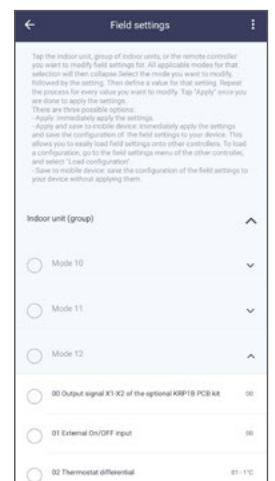 Field settings
Tap the indoor unit, group of indoor units, or the remote controller
you want to modify field settings for. All applicable modes for that
selection will then collapse.Select the mode you want to modify,
followed by the setting. Then define a value for that setting. Repeat
the process for every value you want to modify. Tap "Apply" once you
are done to apply the settings.
There are three possible options:
- Apply: immediately apply the settings
- Apply and save to mobile device: immediately apply the settings
and save the configuration of the field settings to your device. This
allows you to easily load field settings onto other controllers. To load
a configuration, go to the field settings menu of the other controller,
and select "Load configuration".
- Save to mobile device: save the configuration of the field settings to
your device without applying them.
Indoor unit (group)
Mode 10
Mode 11
Mode 12
00 Output signal X1-X2 of the optional KRP1B PCB kit 00
01 External On/OFF input 00
02 Thermostat differential 01 - 1°C